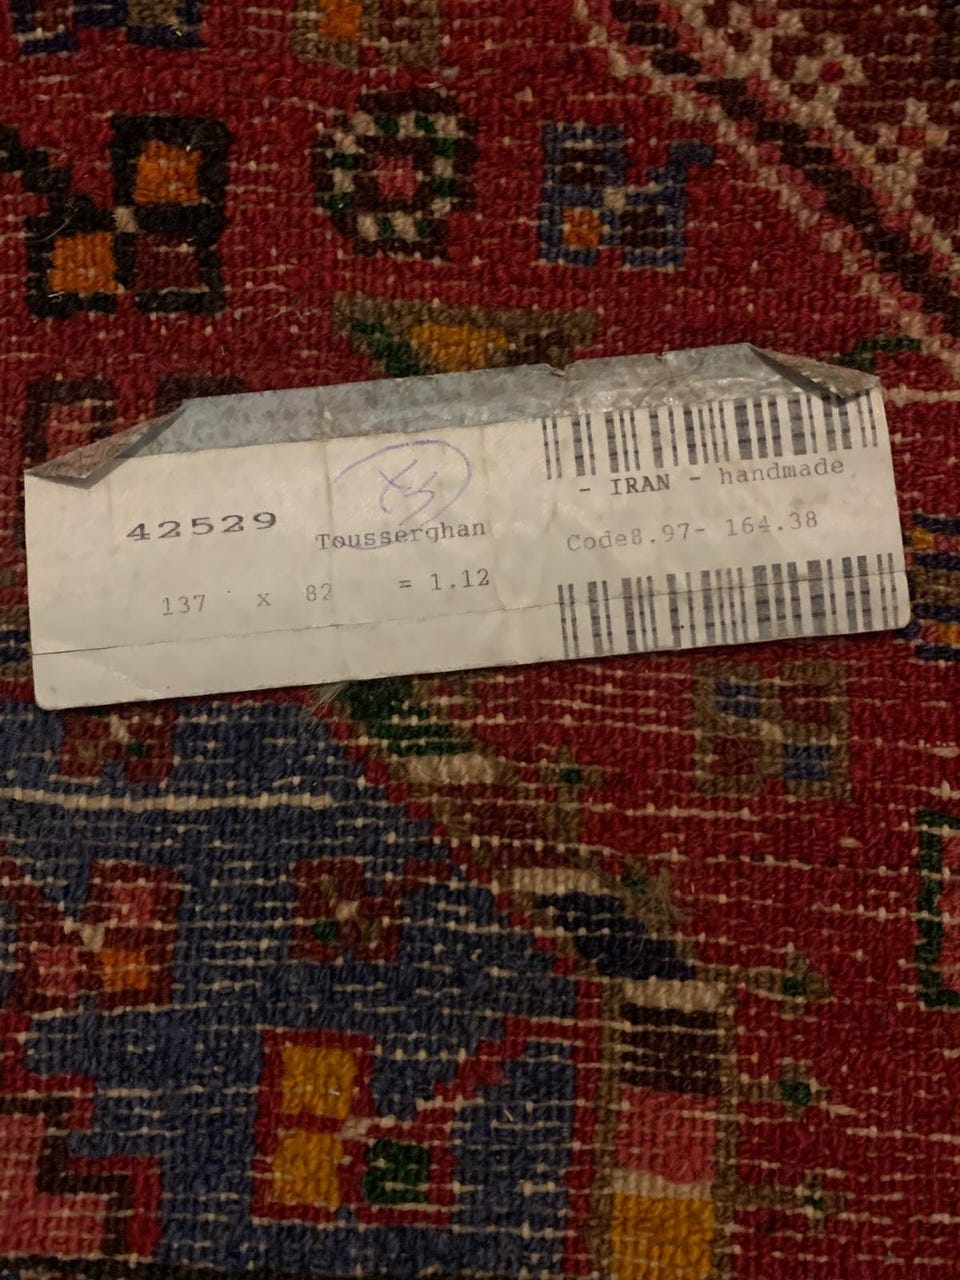 42529
Tousserghan
137 x 82 = 1.12
- IRAN - handmade
Code8.97- 164.38